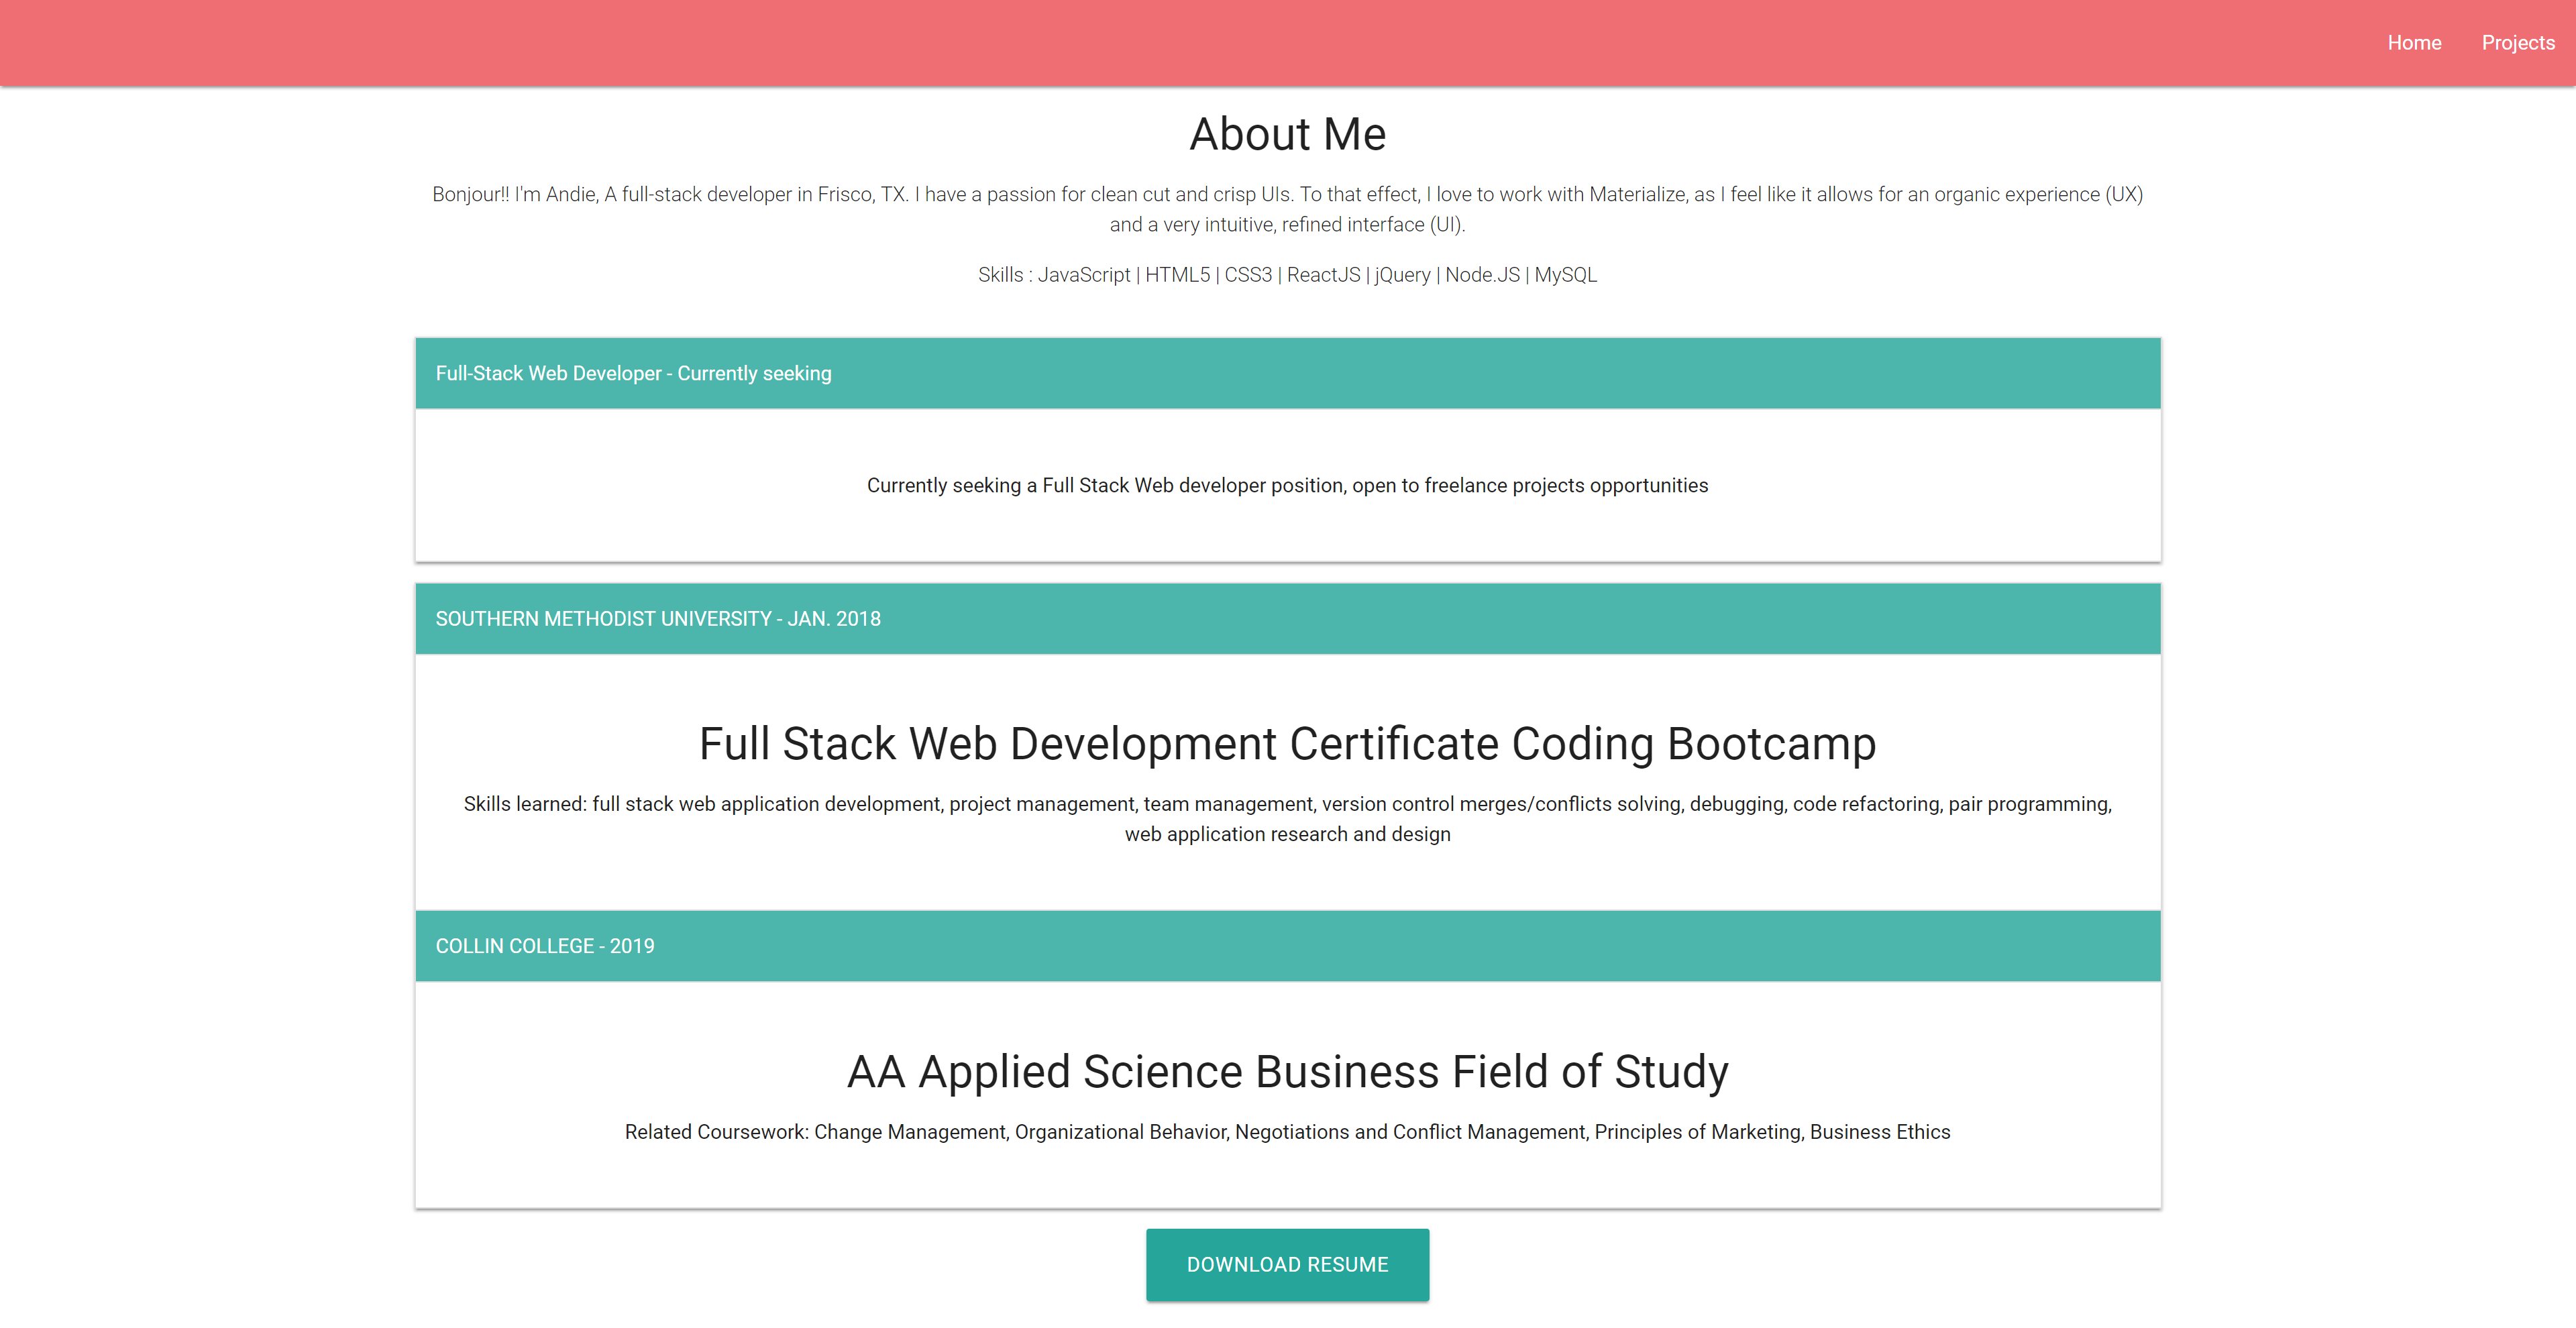 Home Projects
About Me
Bonjour!! I'm Andie, A full-stack developer in Frisco, TX. I have a passion for clean cut and crisp UIs. To that effect, I love to work with Materialize, as I feel like it allows for an organic experience (UX)
and a very intuitive, refined interface (UI).
Skills : JavaScript | HTML5 | CSS3 | ReactJS | jQuery | Node.JS | MySQL
Full-Stack Web Developer - Currently seeking
Currently seeking a Full Stack Web developer position, open to freelance projects opportunities
SOUTHERN METHODIST UNIVERSITY - JAN. 2018
Full Stack Web Development Certificate Coding Bootcamp
Skills learned: full stack web application development, project management, team management, version control merges/conflicts solving, debugging, code refactoring, pair programming,
web application research and design
COLLIN COLLEGE - 2019
AA Applied Science Business Field of Study
Related Coursework: Change Management, Organizational Behavior, Negotiations and Conflict Management, Principles of Marketing, Business Ethics
DOWNLOAD RESUME